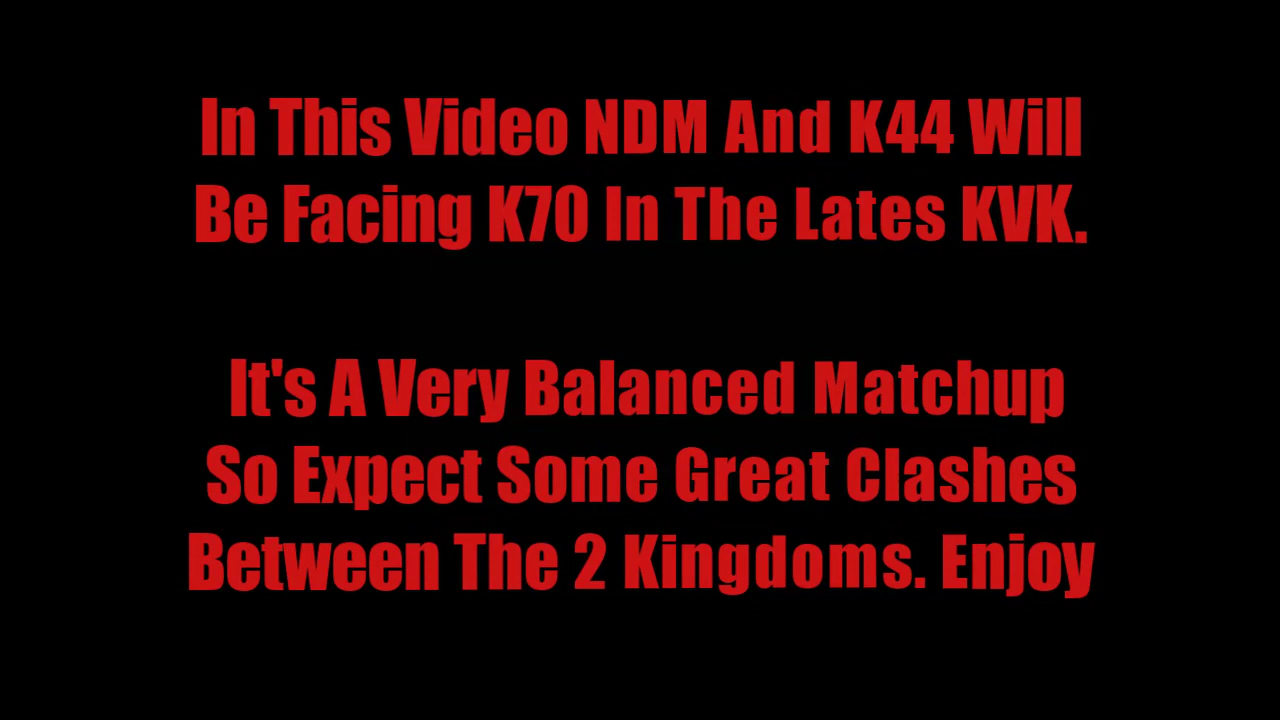 In This Video NDM And K44 Will
Be Facing K70 In The Lates KVK.
It's A Very Balanced Matchup
So Expect Some Great Clashes
Between The 2 Kingdoms. Enjoy